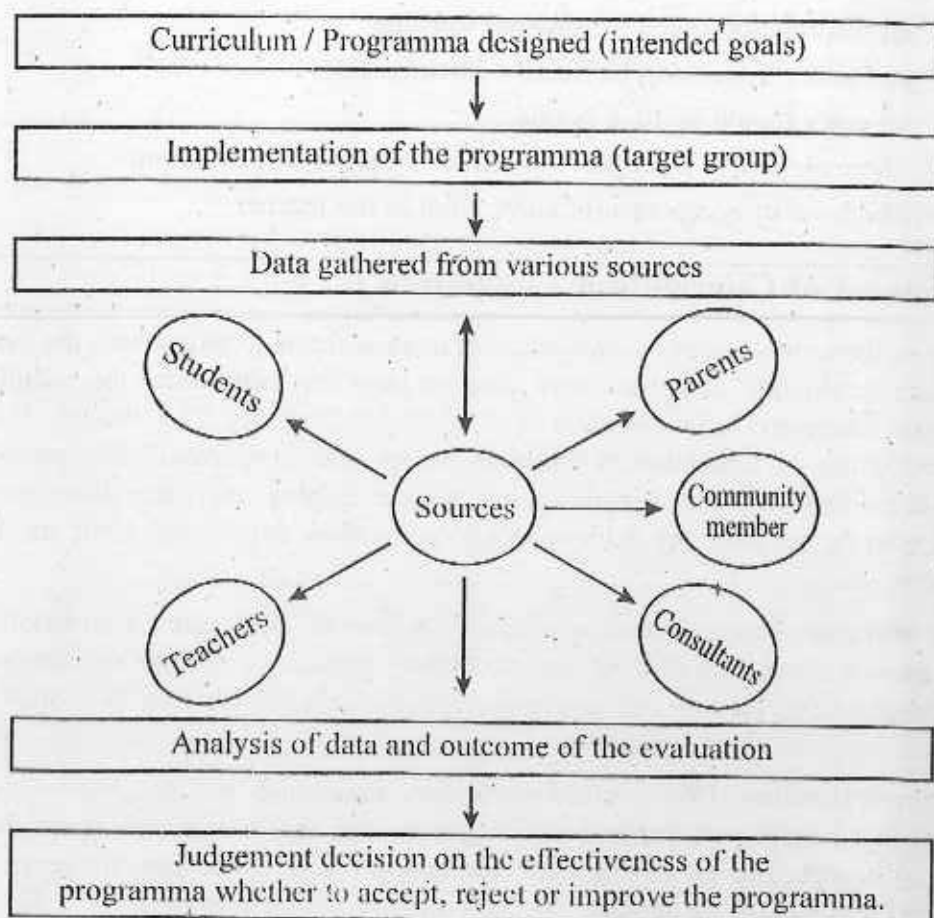 Curriculum / Programma designed (intended goals)
Implementation of the programma (target group)
Data gathered from various sources
Students
Parents
Sources
Community
member
Teachers
Consultants
Analysis of data and outcome of the evaluation
Judgement decision on the effectiveness of the
programma whether to accept, reject or improve the programma.